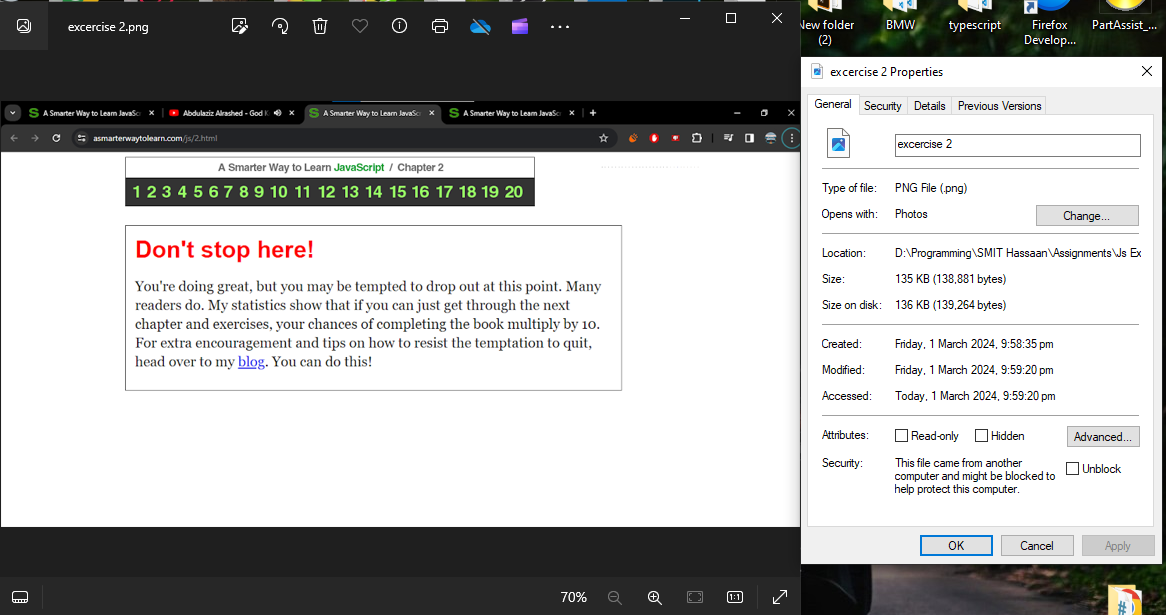 excercise 2.png
A Smarter Way to Learn JavaSc
Abdulaziz Alrashed - God K
A Smarter Way to Learn JavaSc
A Smarter Way to Learn JavaSc
asmarterwaytolearn.com/js/2.html
A Smarter Way to Learn JavaScript / Chapter 2
1 2 3 4 5 6 7 8 9 10 11 12 13 14 15 16 17 18 19 20
Don't stop here!
You're doing great, but you may be tempted to drop out at this point. Many
readers do. My statistics show that if you can just get through the next
chapter and exercises, your chances of completing the book multiply by 10.
For extra encouragement and tips on how to resist the temptation to quit,
head over to my blog. You can do this!
70%
1:1
New folder
(2)
BMW
typescript
Firefox
Develop...
PartAssist_...
excercise 2 Properties
General Security Details Previous Versions
excercise 2
Type of file: PNG File (.png)
Opens with: Photos Change...
Location: D:\Programming\SMIT Hassaan\Assignments\Js Ex
Size: 135 KB (138,881 bytes)
Size on disk: 136 KB (139,264 bytes)
Created: Friday, 1 March 2024, 9:58:35 pm
Modified: Friday, 1 March 2024, 9:59:20 pm
Accessed: Today, 1 March 2024, 9:59:20 pm
Attributes: Read-only Hidden Advanced...
Security: This file came from another
computer and might be blocked to
help protect this computer.
Unblock
OK Cancel Apply
#